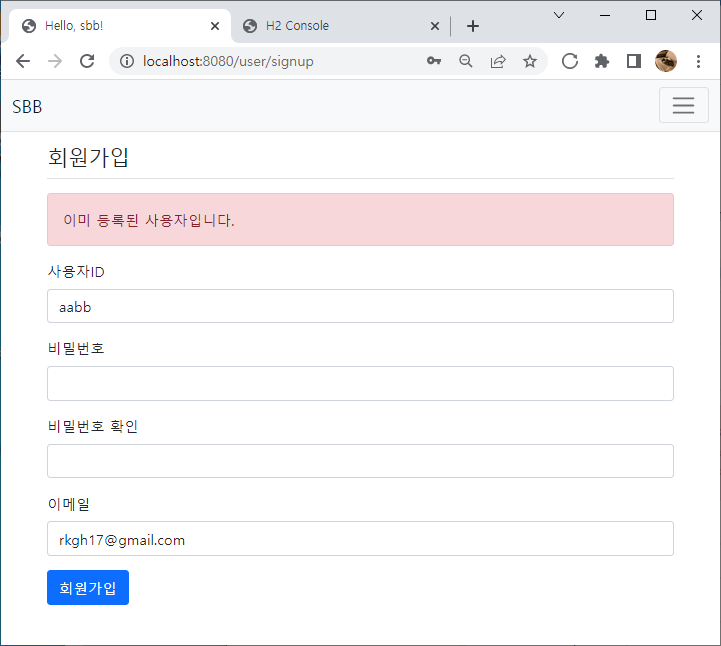 Hello, sbb!
H2 Console
localhost:8080/user/signup
SBB
회원가입
이미 등록된 사용자입니다.
사용자ID
aabb
비밀번호
비밀번호 확인
이메일
rkgh17@gmail.com
회원가입